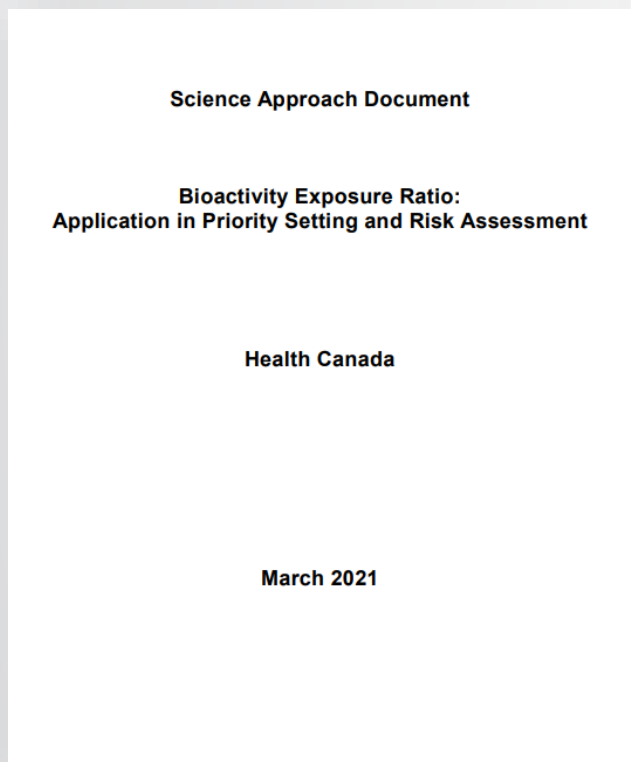 Science Approach Document
Bioactivity Exposure Ratio:
Application in Priority Setting and Risk Assessment
Health Canada
March 2021